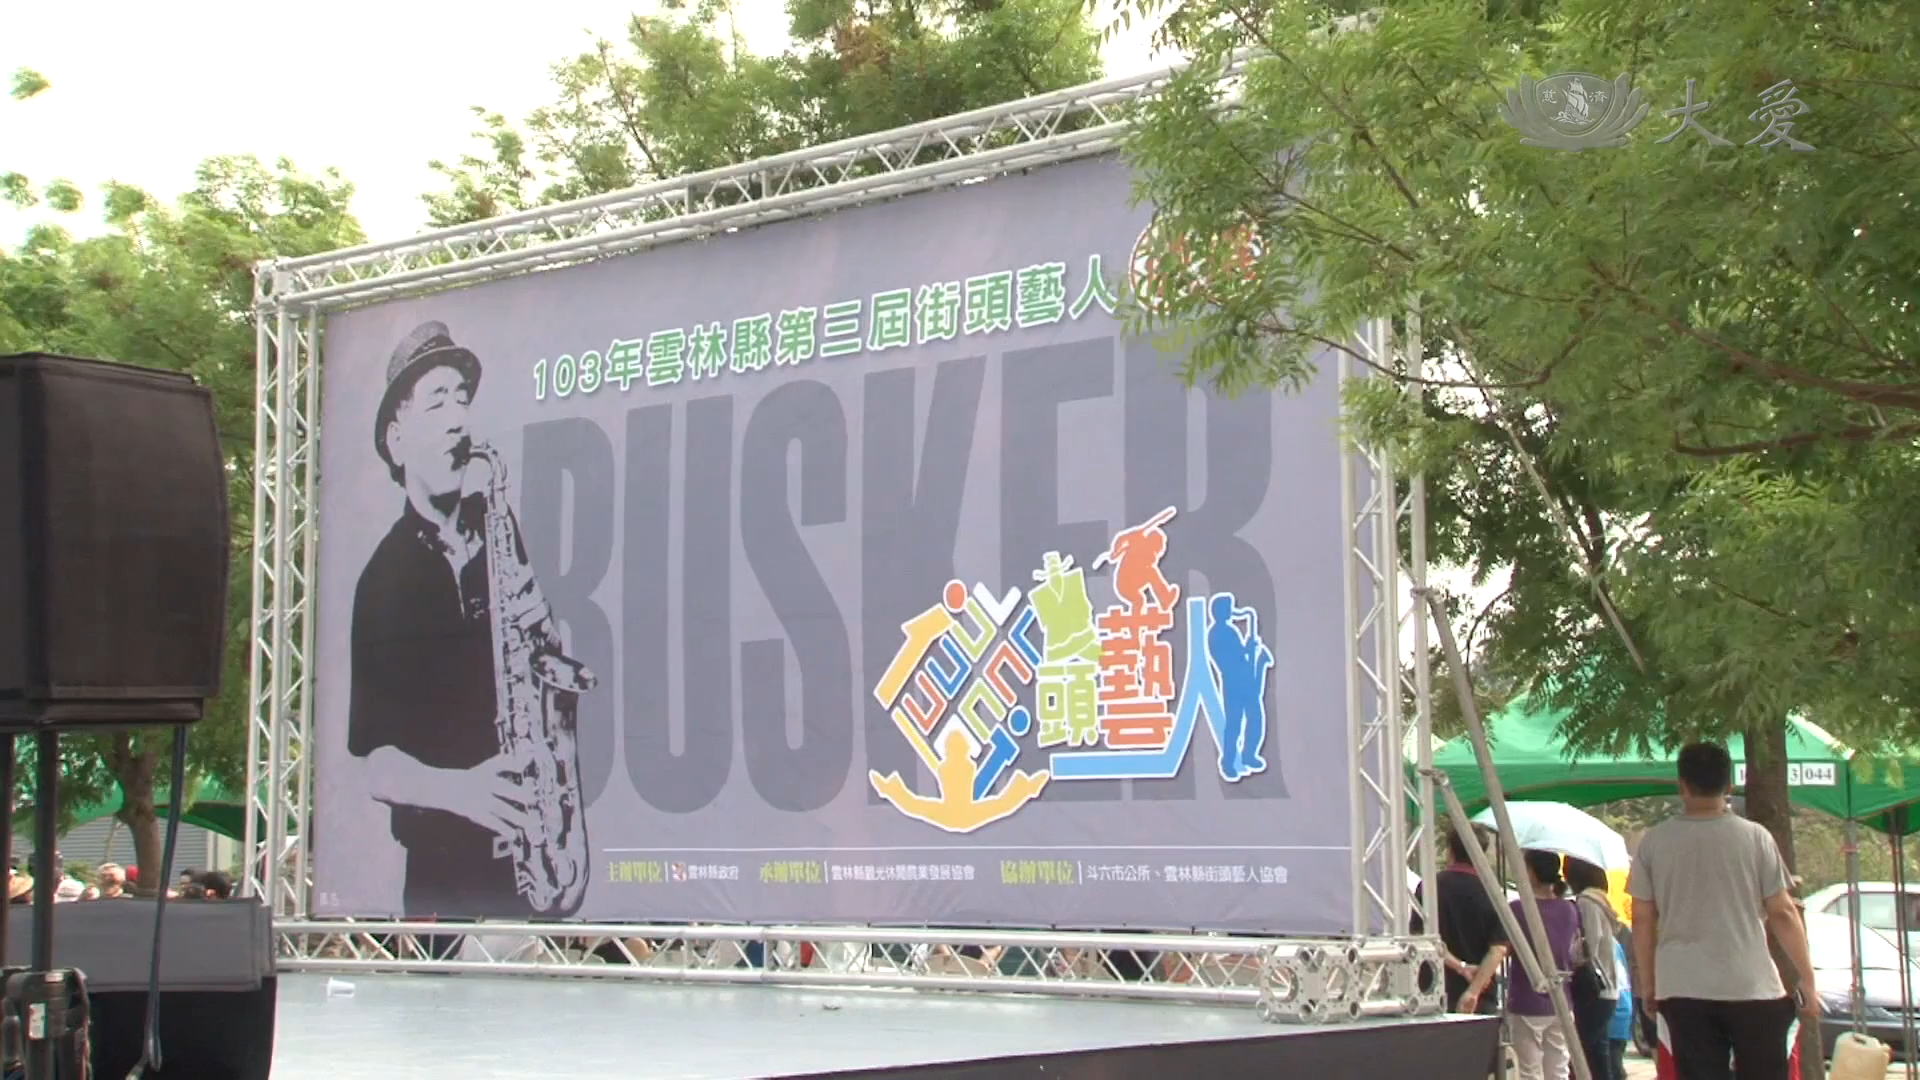 慈濟 大愛
103年雲林縣第三屆街頭藝人
BUSKER
頭藝人
主辦單位 雲林縣政府 承辦單位 雲林縣觀光休閒農業發展協會 協辦單位 斗六市公所、雲林縣街頭藝人協會
044